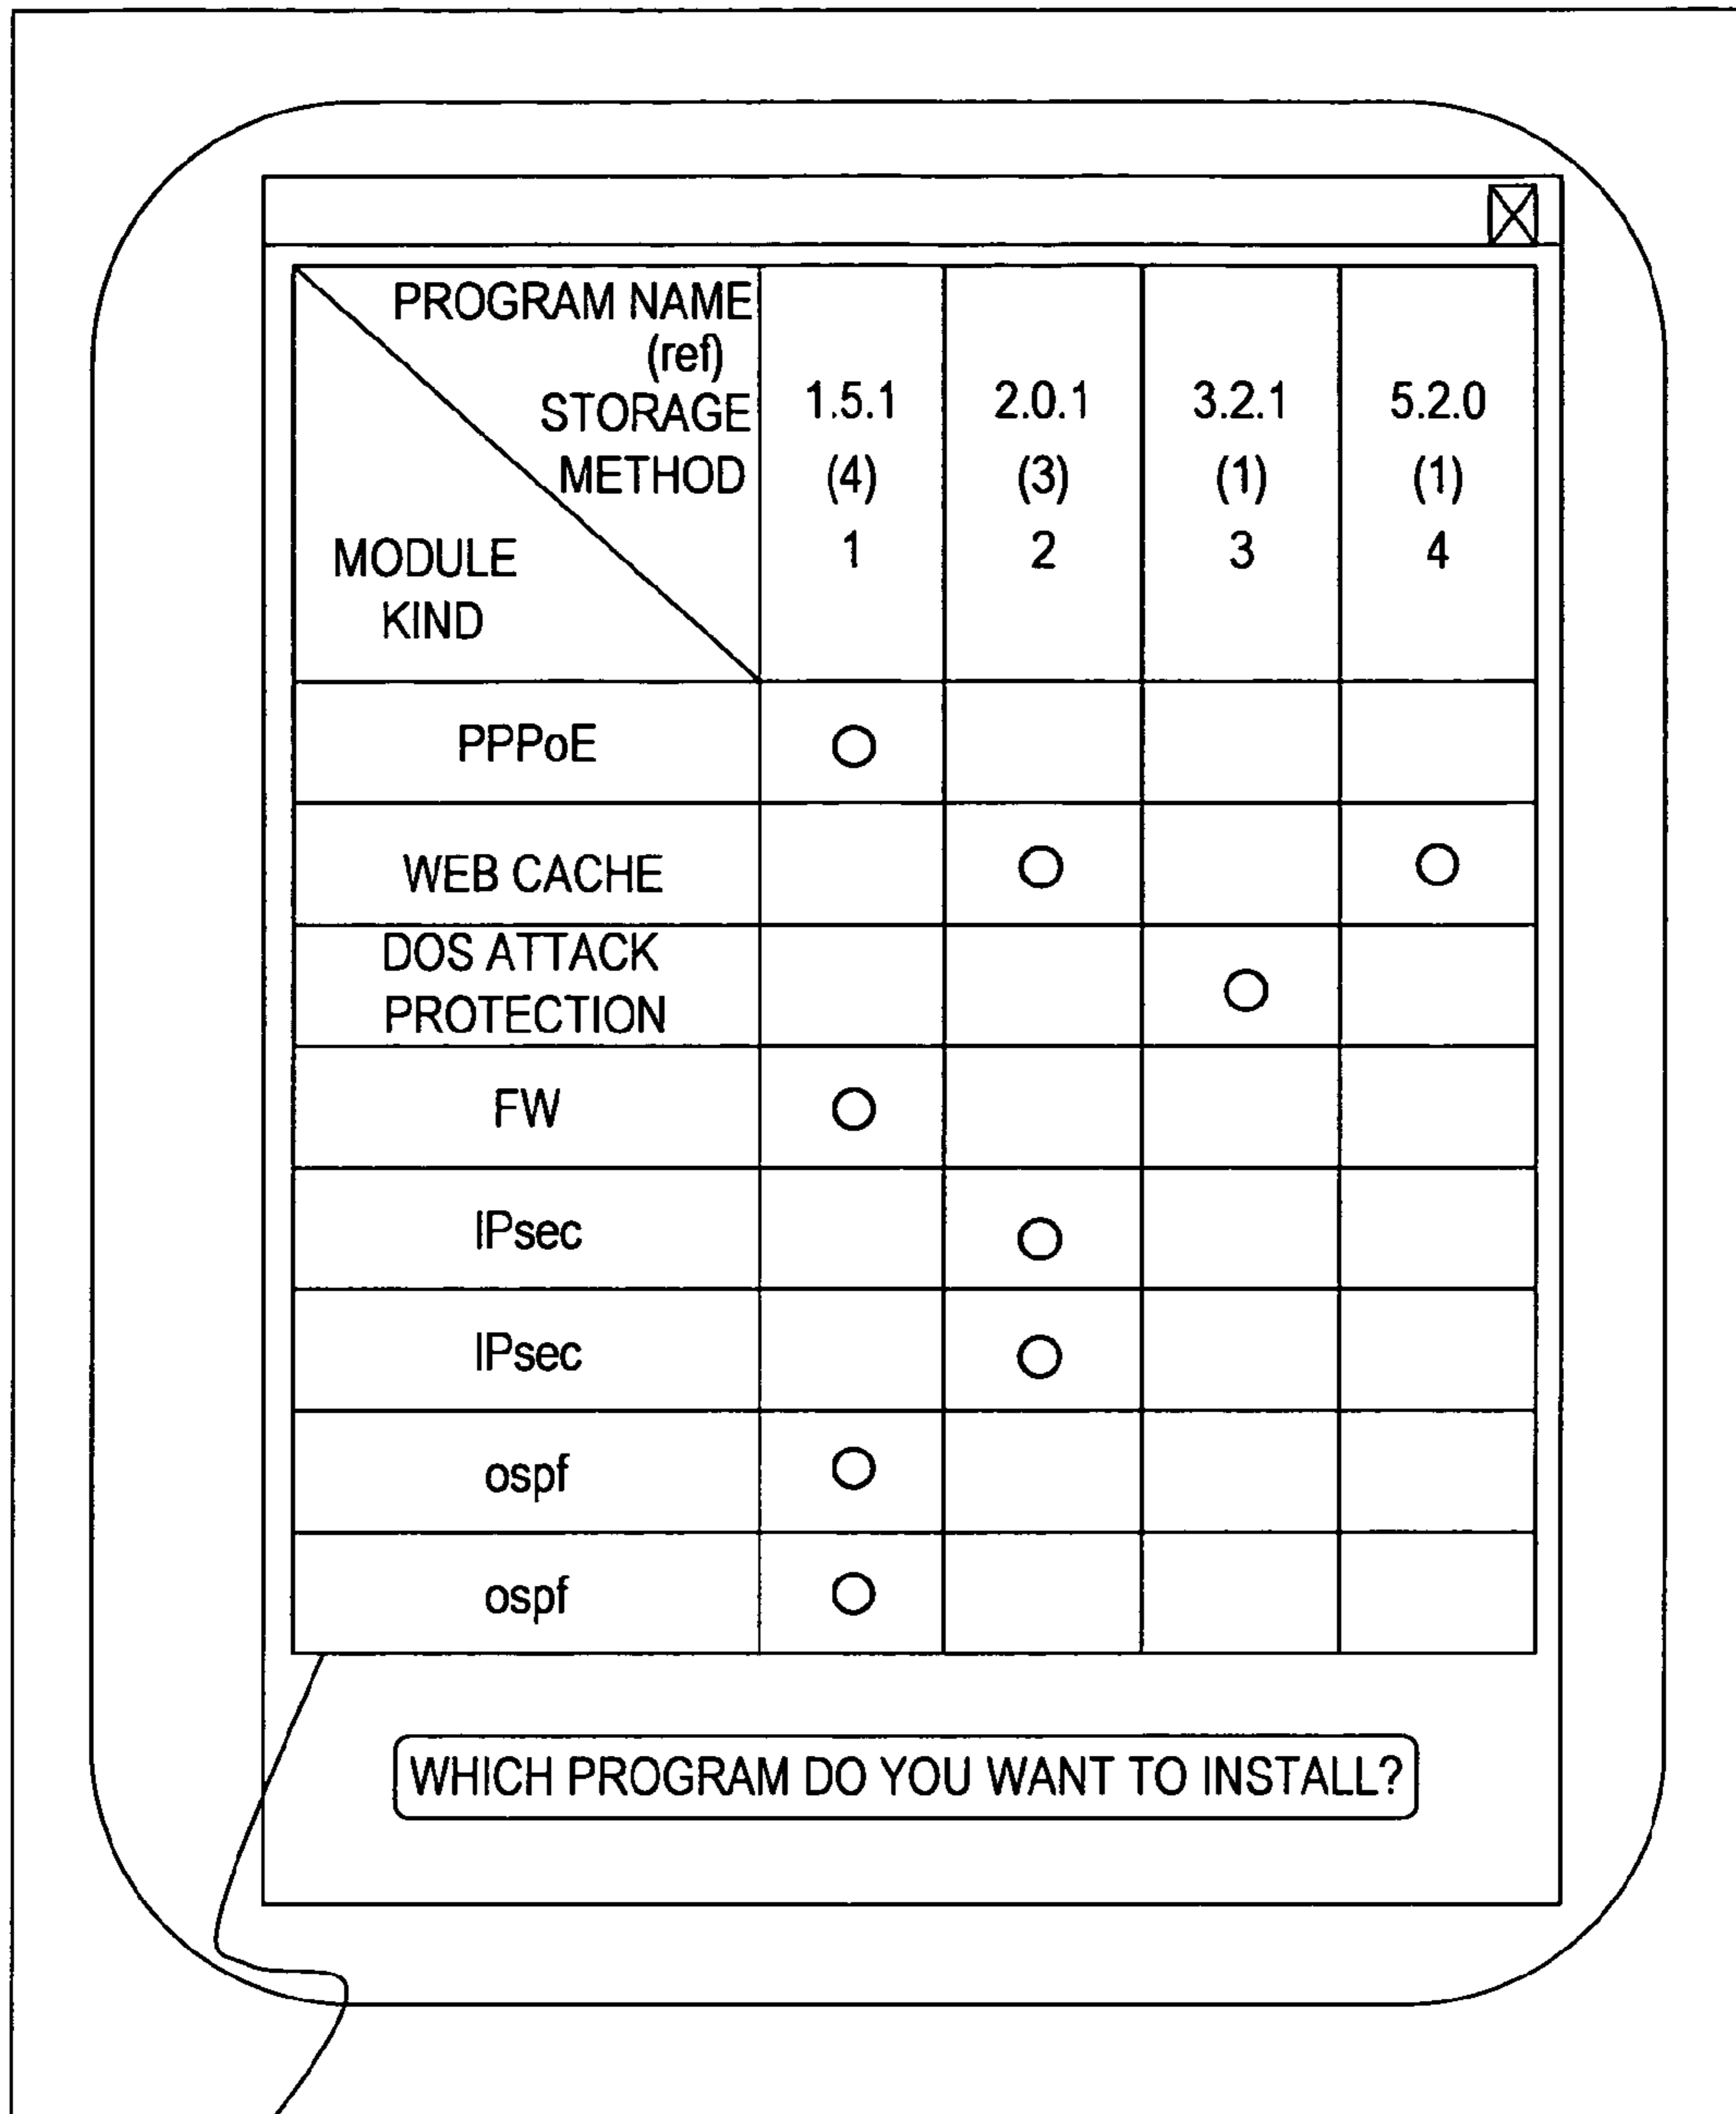 PROGRAM NAME
(ref)
STORAGE
METHOD
MODULE
KIND
1.5.1
(4)
1
2.0.1
(3)
2
3.2.1
(1)
3
5.2.0
(1)
4
PPPoE
WEB CACHE
DOS ATTACK
PROTECTION
FW
IPsec
IPsec
ospf
ospf
WHICH PROGRAM DO YOU WANT TO INSTALL?